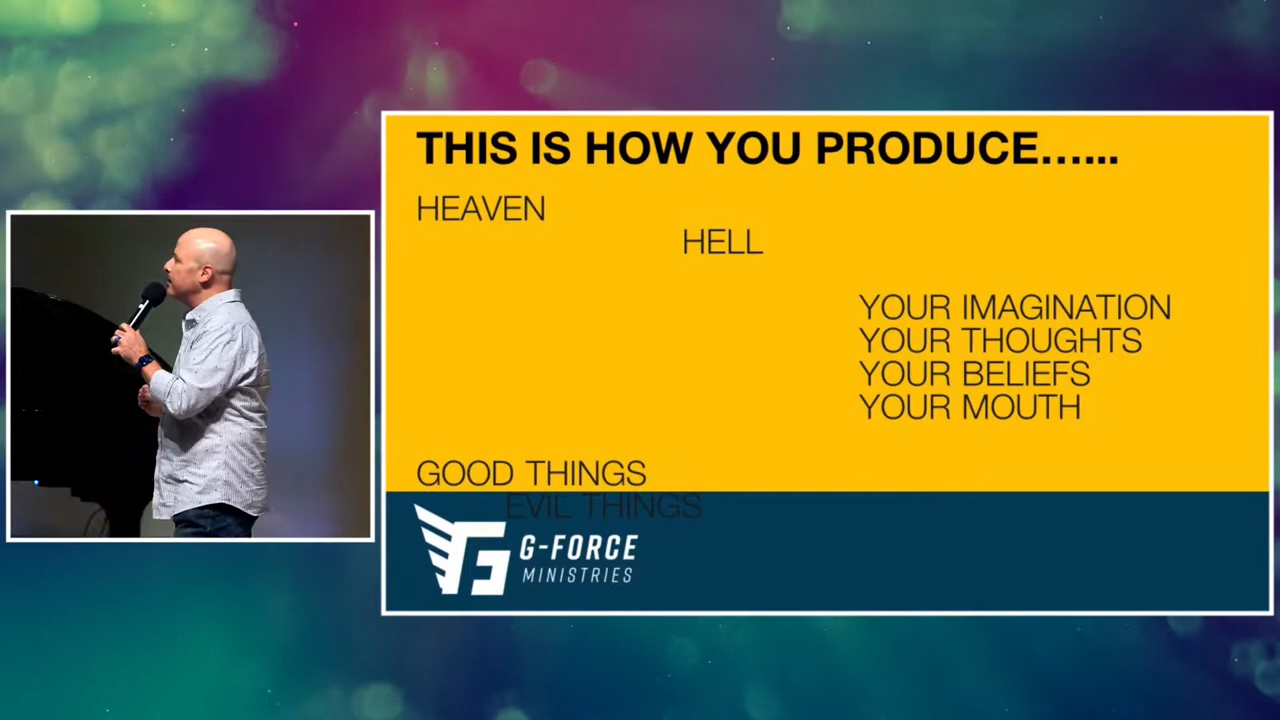 THIS IS HOW YOU PRODUCE…...
HEAVEN
HELL
YOUR IMAGINATION
YOUR THOUGHTS
YOUR BELIEFS
YOUR MOUTH
GOOD THINGS
EVIL THINGS
G-FORCE
MINISTRIES